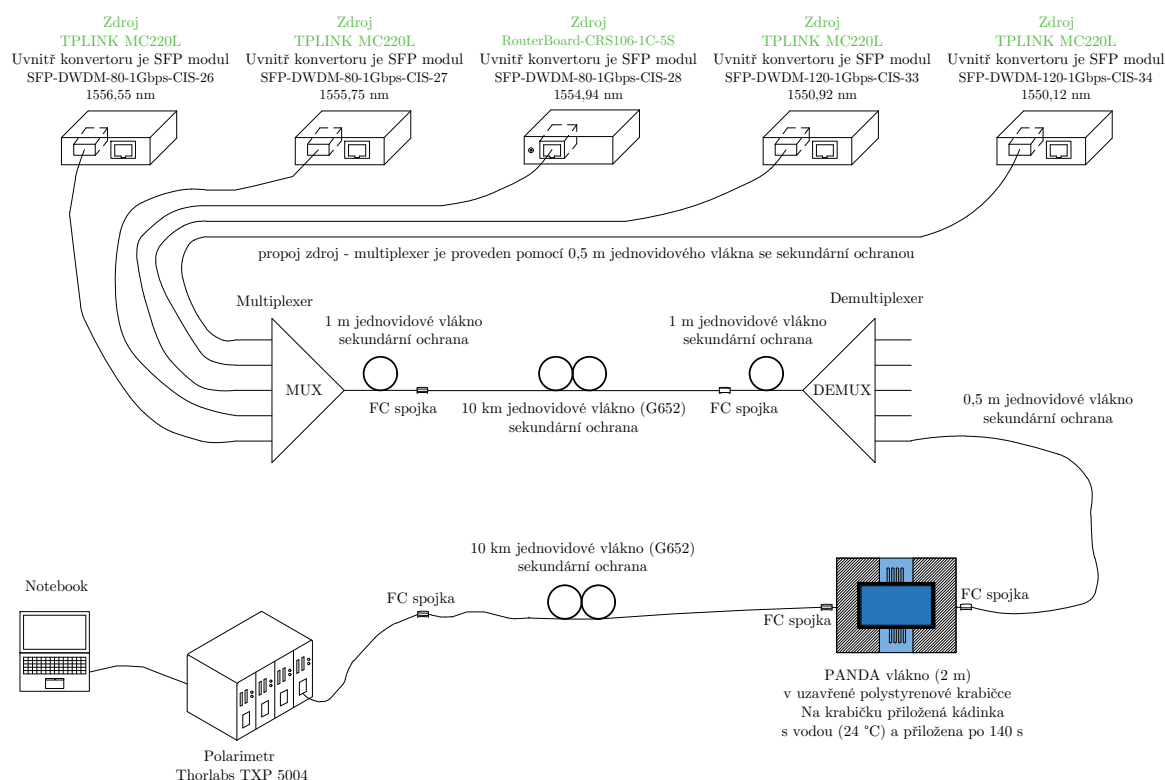 Zdroj
TPLINK MC220L
Uvnitř konvertoru je SFP modul
SFP-DWDM-80-1Gbps-CIS-26
1556,55 nm
Zdroj
TPLINK MC220L
Uvnitř konvertoru je SFP modul
SFP-DWDM-80-1Gbps-CIS-27
1555,75 nm
Zdroj
RouterBoard-CRS106-1C-5S
Uvnitř konvertoru je SFP modul
SFP-DWDM-80-1Gbps-CIS-28
1554,94 nm
Zdroj
TPLINK MC220L
Uvnitř konvertoru je SFP modul
SFP-DWDM-120-1Gbps-CIS-33
1550,92 nm
Zdroj
TPLINK MC220L
Uvnitř konvertoru je SFP modul
SFP-DWDM-120-1Gbps-CIS-34
1550,12 nm
propoj zdroj - multiplexer je proveden pomocí 0,5 m jednovidového vlákna se sekundární ochranou
Multiplexer
MUX
1 m jednovidové vlákno
sekundární ochrana
FC spojka
10 km jednovidové vlákno (G652)
sekundární ochrana
1 m jednovidové vlákno
sekundární ochrana
FC spojka
Demultiplexer
DEMUX
0,5 m jednovidové vlákno
sekundární ochrana
Notebook
Polarimetr
Thorlabs TXP 5004
FC spojka
10 km jednovidové vlákno (G652)
sekundární ochrana
FC spojka
FC spojka
PANDA vlákno (2 m)
v uzavřené polystyrenové krabičce
Na krabičku přiložená kádinka
s vodou (24 °C) a přiložena po 140 s